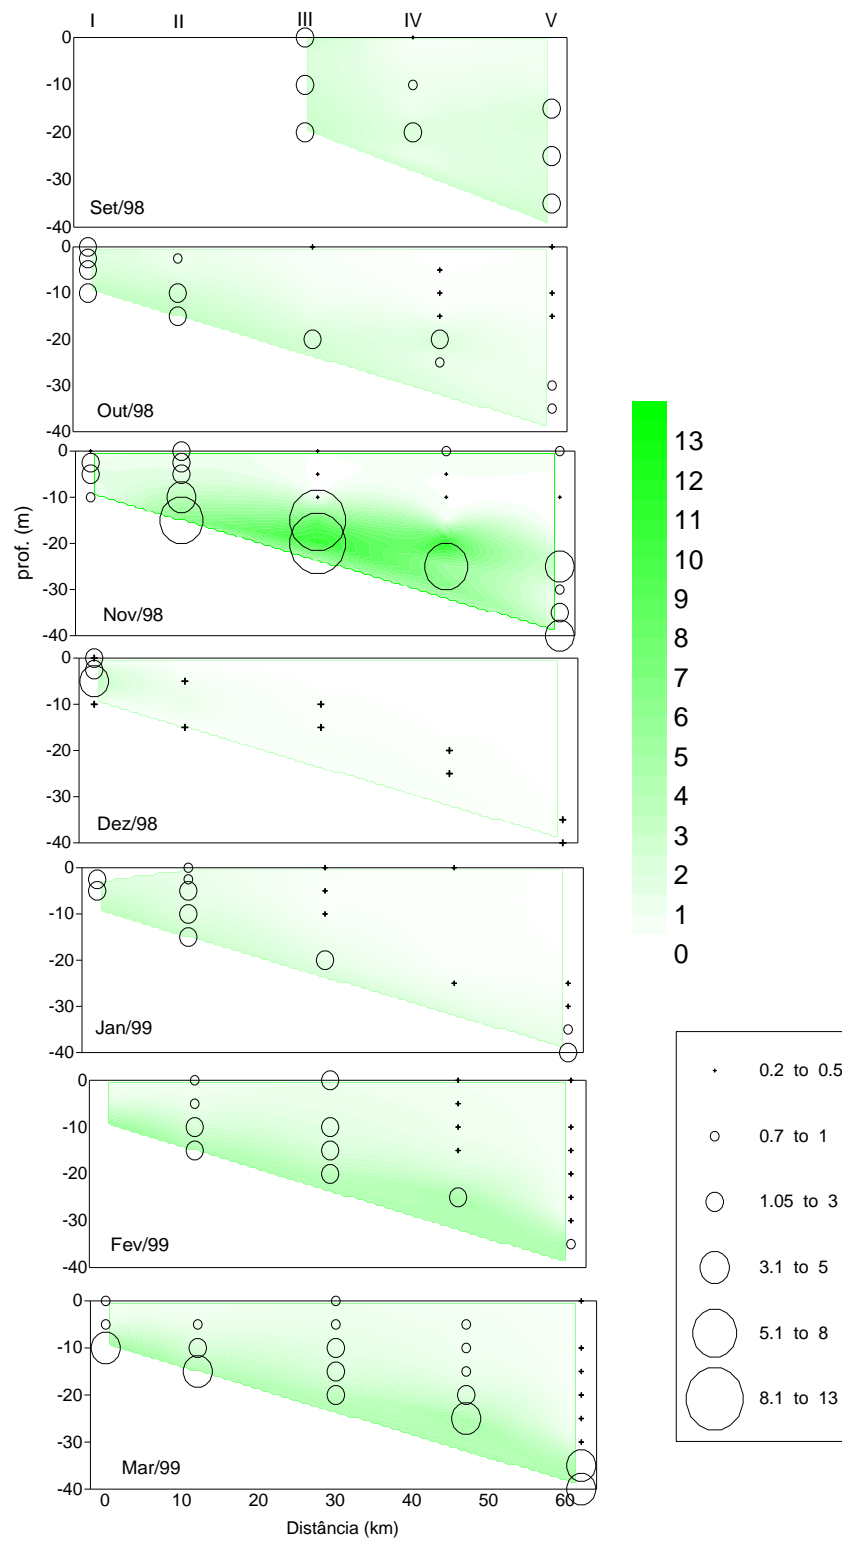 I II III IV V
0
-10
-20
-30
-40
Set/98
0
-10
-20
-30
-40
Out/98
0
-10
-20
-30
-40
Nov/98
prof. (m)
0
-10
-20
-30
-40
Dez/98
0
-10
-20
-30
-40
Jan/99
0
-10
-20
-30
-40
Fev/99
0
-10
-20
-30
-40
Mar/99
0 10 20 30 40 50 60
Distância (km)
13
12
11
10
9
8
7
6
5
4
3
2
1
0
0.2 to 0.5
0.7 to 1
1.05 to 3
3.1 to 5
5.1 to 8
8.1 to 13